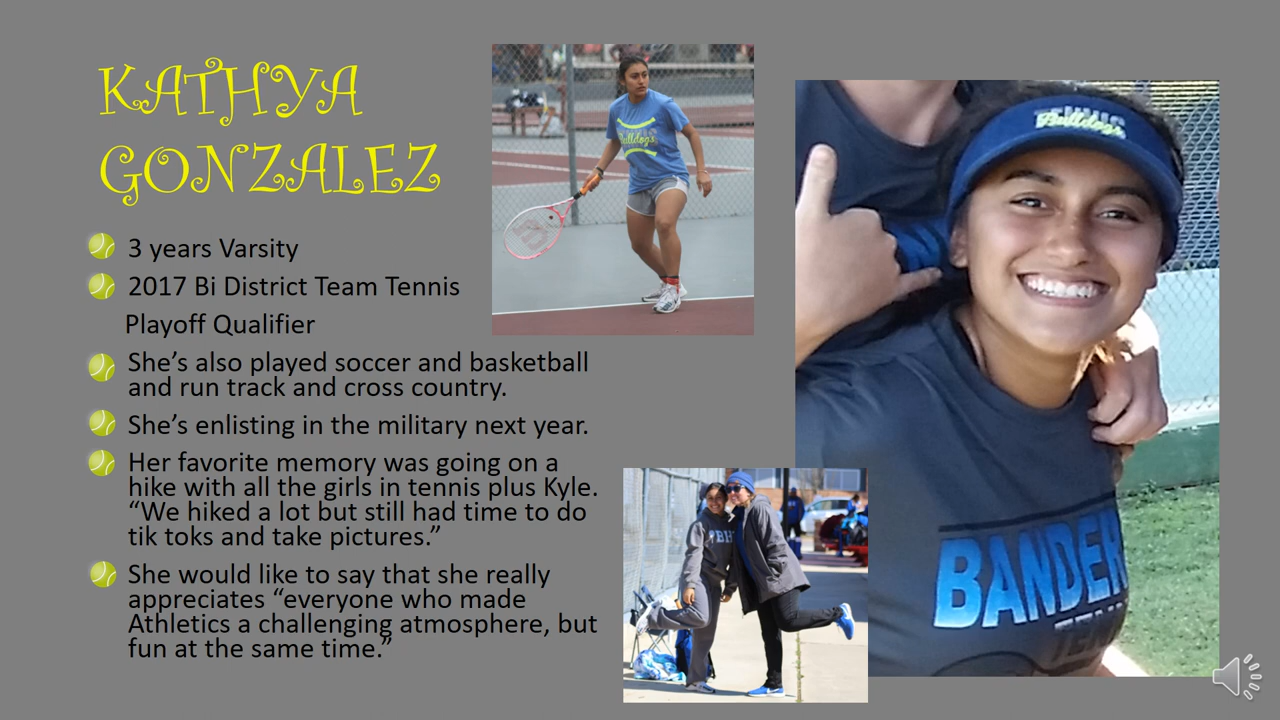 KATHYA
GONZALEZ
3 years Varsity
2017 Bi District Team Tennis
Playoff Qualifier
She’s also played soccer and basketball
and run track and cross country.
She’s enlisting in the military next year.
Her favorite memory was going on a
hike with all the girls in tennis plus Kyle.
“We hiked a lot but still had time to do
tik toks and take pictures.”
She would like to say that she really
appreciates “everyone who made
Athletics a challenging atmosphere, but
fun at the same time.”
Bulldogs
TENNIS
Bulldogs
BANDER